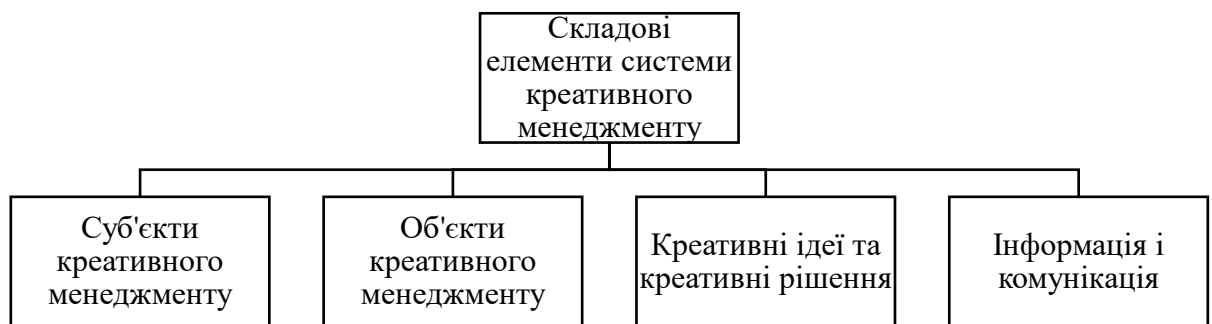 Складові
елементи системи
креативного
менеджменту
Суб'єкти
креативного
менеджменту
Об'єкти
креативного
менеджменту
Креативні ідеї та
креативні рішення
Інформація і
комунікація